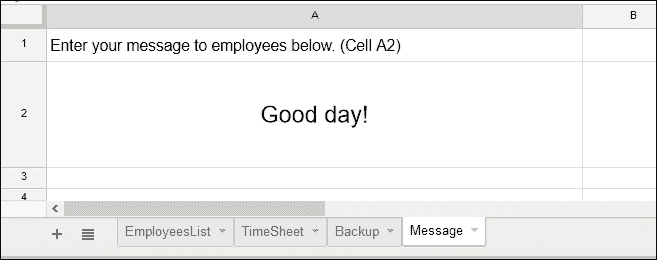 A B
1 Enter your message to employees below. (Cell A2)
2 Good day!
3
4
EmployeesList TimeSheet Backup Message